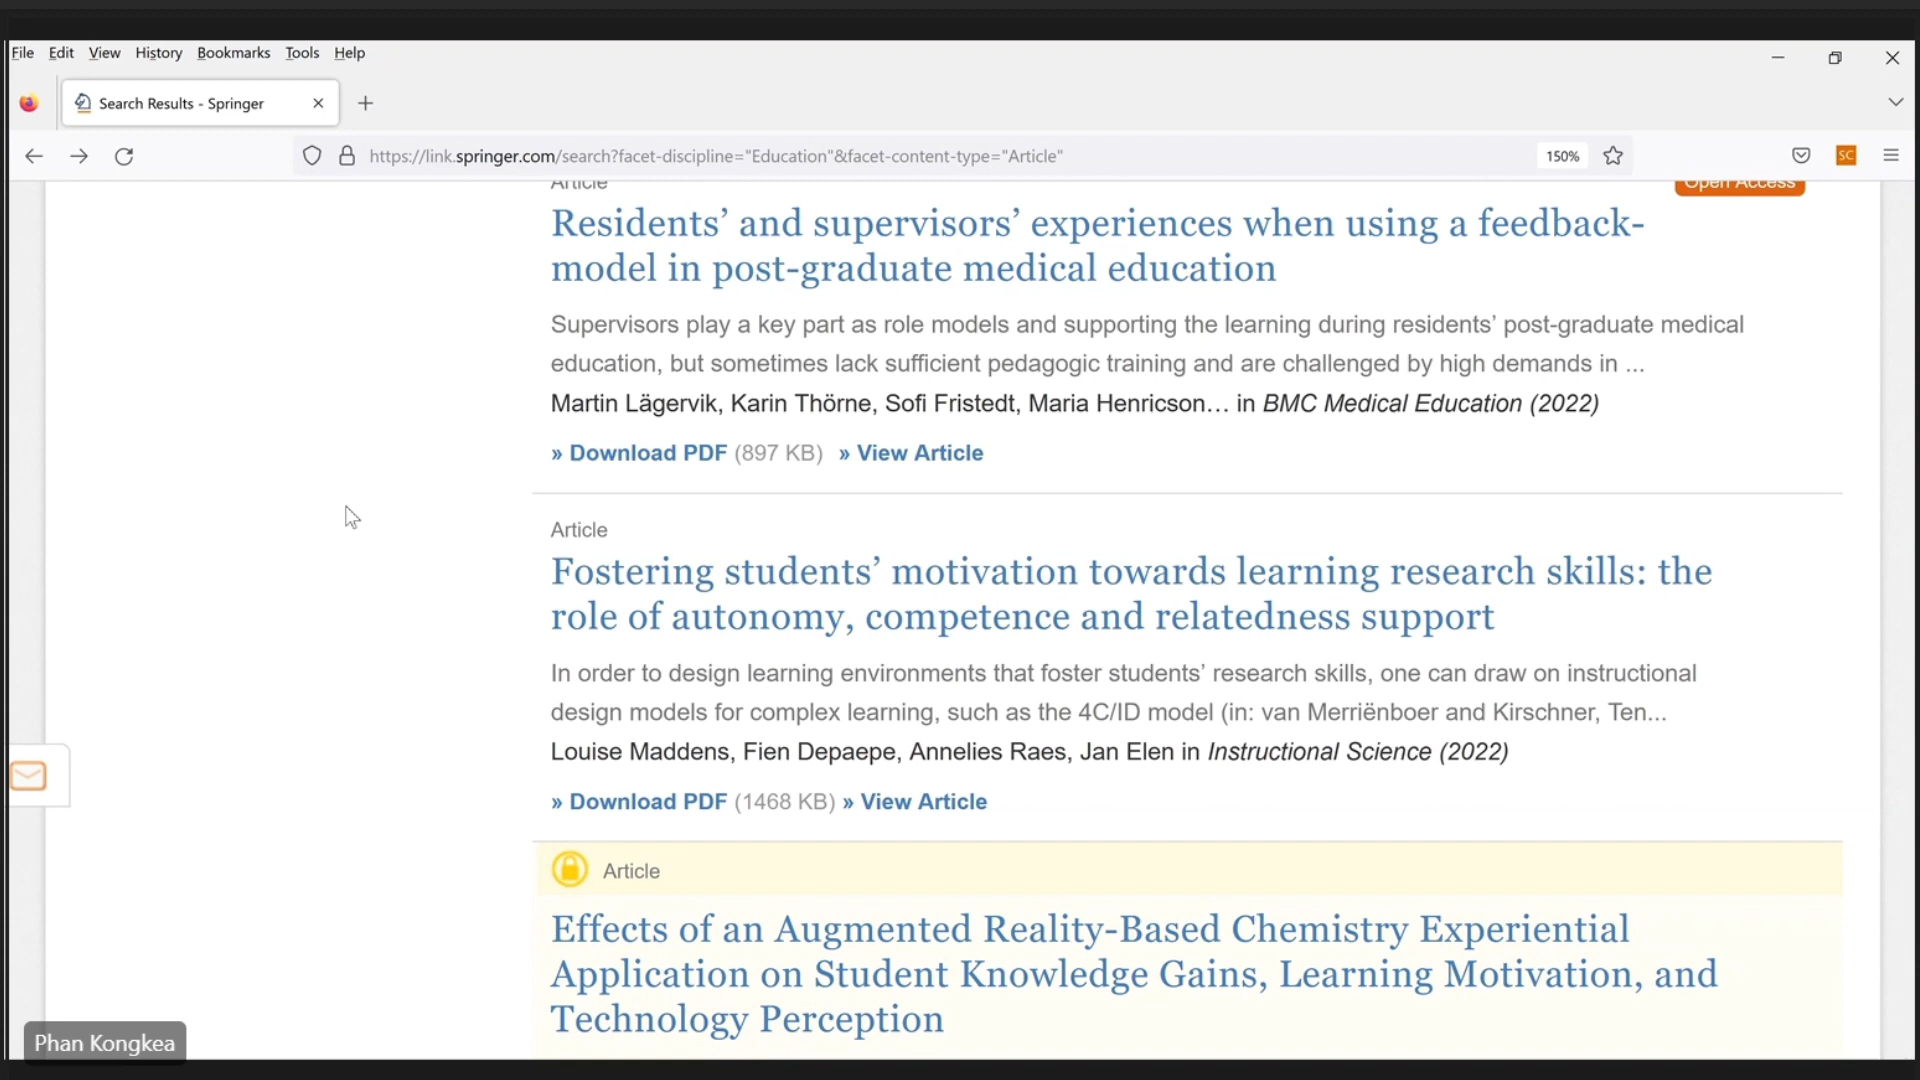 File Edit View History Bookmarks Tools Help
Search Results - Springer
https://link.springer.com/search?facet-discipline="Education"&facet-content-type="Article"
150%
SC
Article
Open Access
Residents’ and supervisors’ experiences when using a feedback-
model in post-graduate medical education
Supervisors play a key part as role models and supporting the learning during residents’ post-graduate medical
education, but sometimes lack sufficient pedagogic training and are challenged by high demands in ...
Martin Lägervik, Karin Thörne, Sofi Fristedt, Maria Henricson… in BMC Medical Education (2022)
» Download PDF (897 KB) » View Article
Article
Fostering students’ motivation towards learning research skills: the
role of autonomy, competence and relatedness support
In order to design learning environments that foster students’ research skills, one can draw on instructional
design models for complex learning, such as the 4C/ID model (in: van Merriënboer and Kirschner, Ten...
Louise Maddens, Fien Depaepe, Annelies Raes, Jan Elen in Instructional Science (2022)
» Download PDF (1468 KB) » View Article
Article
Effects of an Augmented Reality-Based Chemistry Experiential
Application on Student Knowledge Gains, Learning Motivation, and
Technology Perception
Phan Kongkea